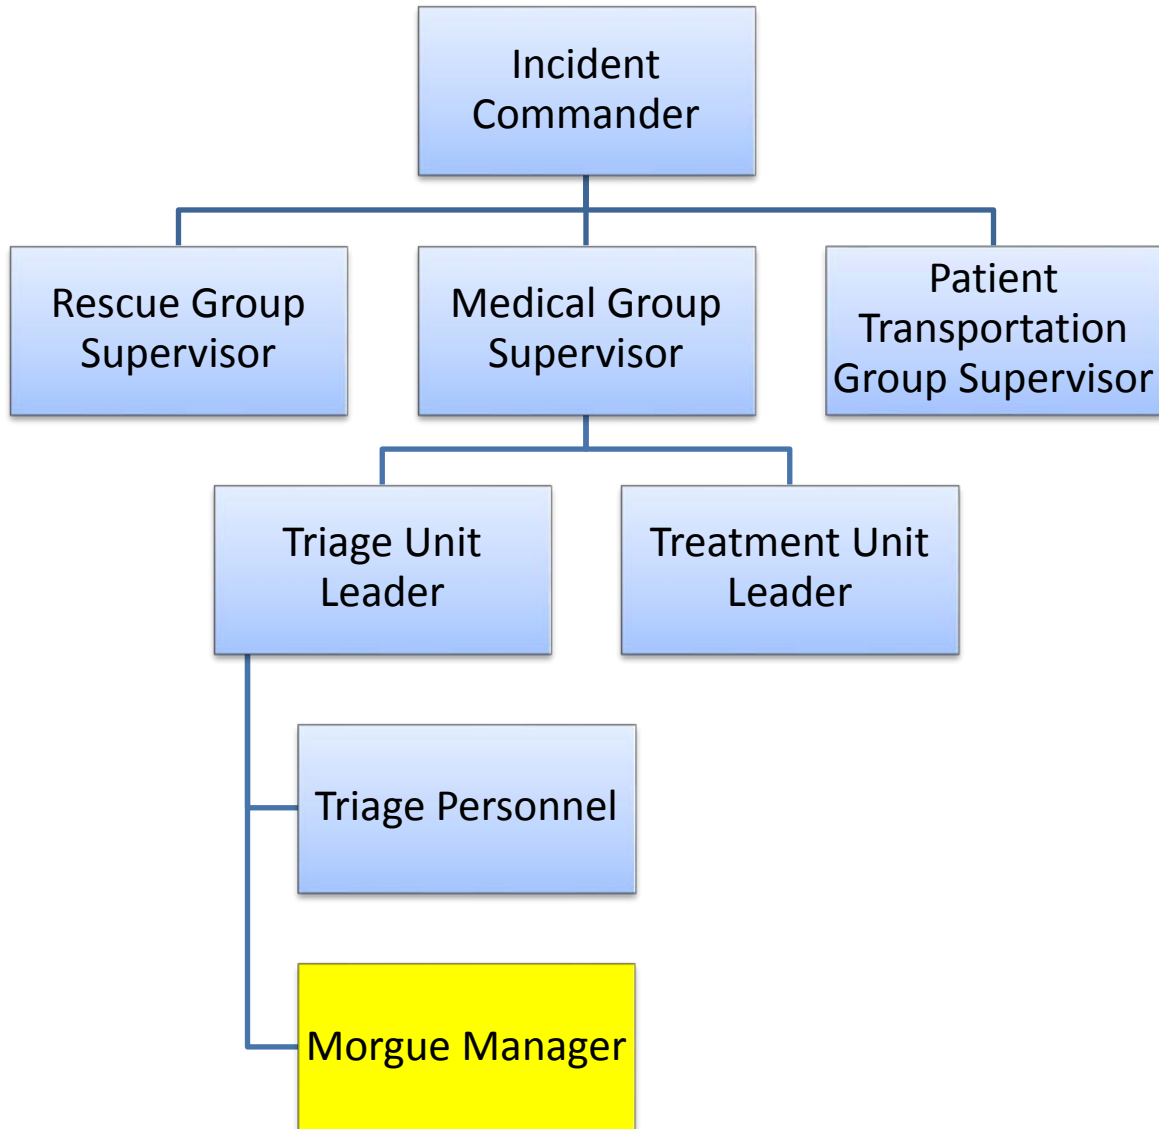 Incident
Commander
Rescue Group
Supervisor
Medical Group
Supervisor
Patient
Transportation
Group Supervisor
Triage Unit
Leader
Treatment Unit
Leader
Triage Personnel
Morgue Manager